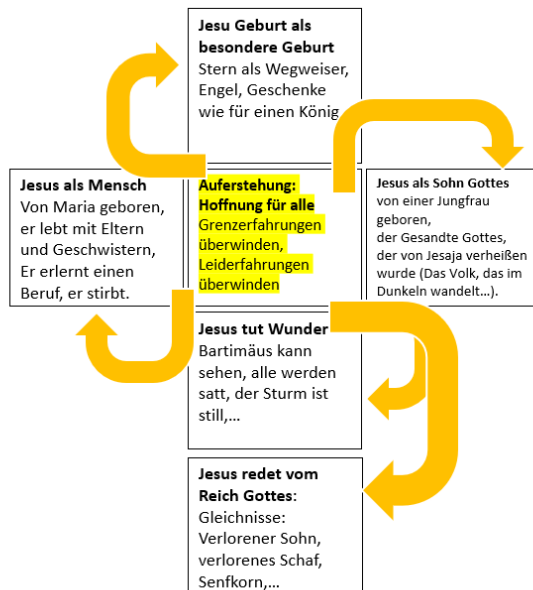 Jesu Geburt als
besondere Geburt
Stern als Wegweiser,
Engel, Geschenke
wie für einen König
Jesus als Mensch
Von Maria geboren,
er lebt mit Eltern
und Geschwistern,
Er erlernt einen
Beruf, er stirbt.
Auferstehung:
Hoffnung für alle
Grenzerfahrungen
überwinden,
Leiderfahrungen
überwinden
Jesus als Sohn Gottes
von einer Jungfrau
geboren,
der Gesandte Gottes,
der von Jesaja verheißen
wurde (Das Volk, das im
Dunkeln wandelt…).
Jesus tut Wunder
Bartimäus kann
sehen, alle werden
satt, der Sturm ist
still,…
Jesus redet vom
Reich Gottes:
Gleichnisse:
Verlorener Sohn,
verlorenes Schaf,
Senfkorn,…